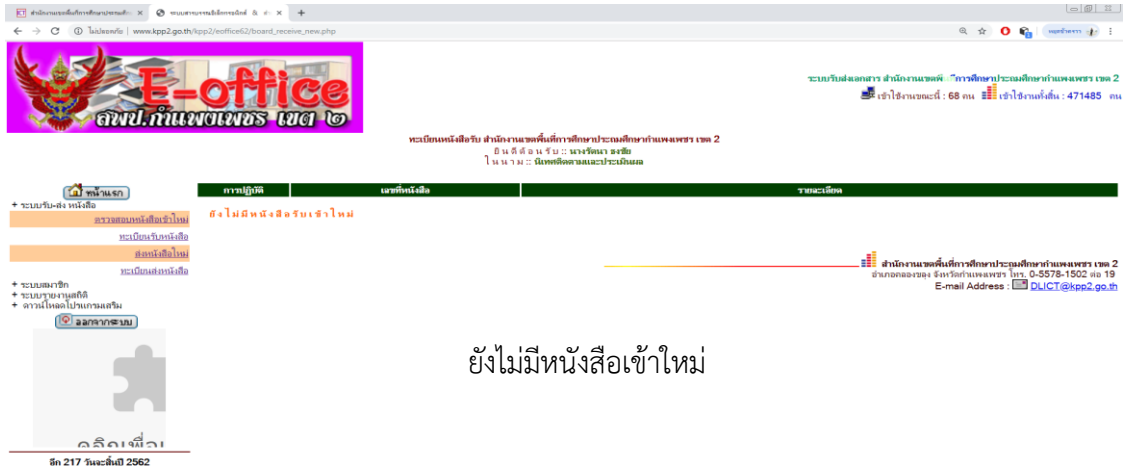 สำนักงานเขตพื้นที่การศึกษาประถมศึก
ระบบสารบรรณอิเล็กทรอนิกส์ &
ไม่ปลอดภัย | www.kpp2.go.th/kpp2/eoffice62/board_receive_new.php
หยุดชั่วคราว
E-office
สพป.กำแพงเพชร เขต ๒
ระบบรับส่งเอกสาร สำนักงานเขตพื้นที่การศึกษาประถมศึกษากำแพงเพชร เขต 2
เข้าใช้งานขณะนี้ : 68 คน เข้าใช้งานทั้งสิ้น : 471485 คน
ทะเบียนหนังสือรับ สำนักงานเขตพื้นที่การศึกษาประถมศึกษากำแพงเพชร เขต 2
ยินดีต้อนรับ :: นางรัตนา ธงชัย
ในนาม :: นิเทศติดตามและประเมินผล
หน้าแรก
การปฏิบัติ เลขที่หนังสือ รายละเอียด
+ ระบบรับ-ส่ง หนังสือ
ตรวจสอบหนังสือเข้าใหม่
ยังไม่มีหนังสือรับเข้าใหม่
ทะเบียนรับหนังสือ
ส่งหนังสือใหม่
ทะเบียนส่งหนังสือ
+ ระบบสมาชิก
+ ระบบรายงานสถิติ
+ ดาวน์โหลดโปรแกรมเสริม
ออกจากระบบ
สำนักงานเขตพื้นที่การศึกษาประถมศึกษากำแพงเพชร เขต 2
อำเภอคลองขลุง จังหวัดกำแพงเพชร โทร. 0-5578-1502 ต่อ 19
E-mail Address : DLICT@kpp2.go.th
ยังไม่มีหนังสือเข้าใหม่
คลิกเพื่อเ
อีก 217 วันจะสิ้นปี 2562